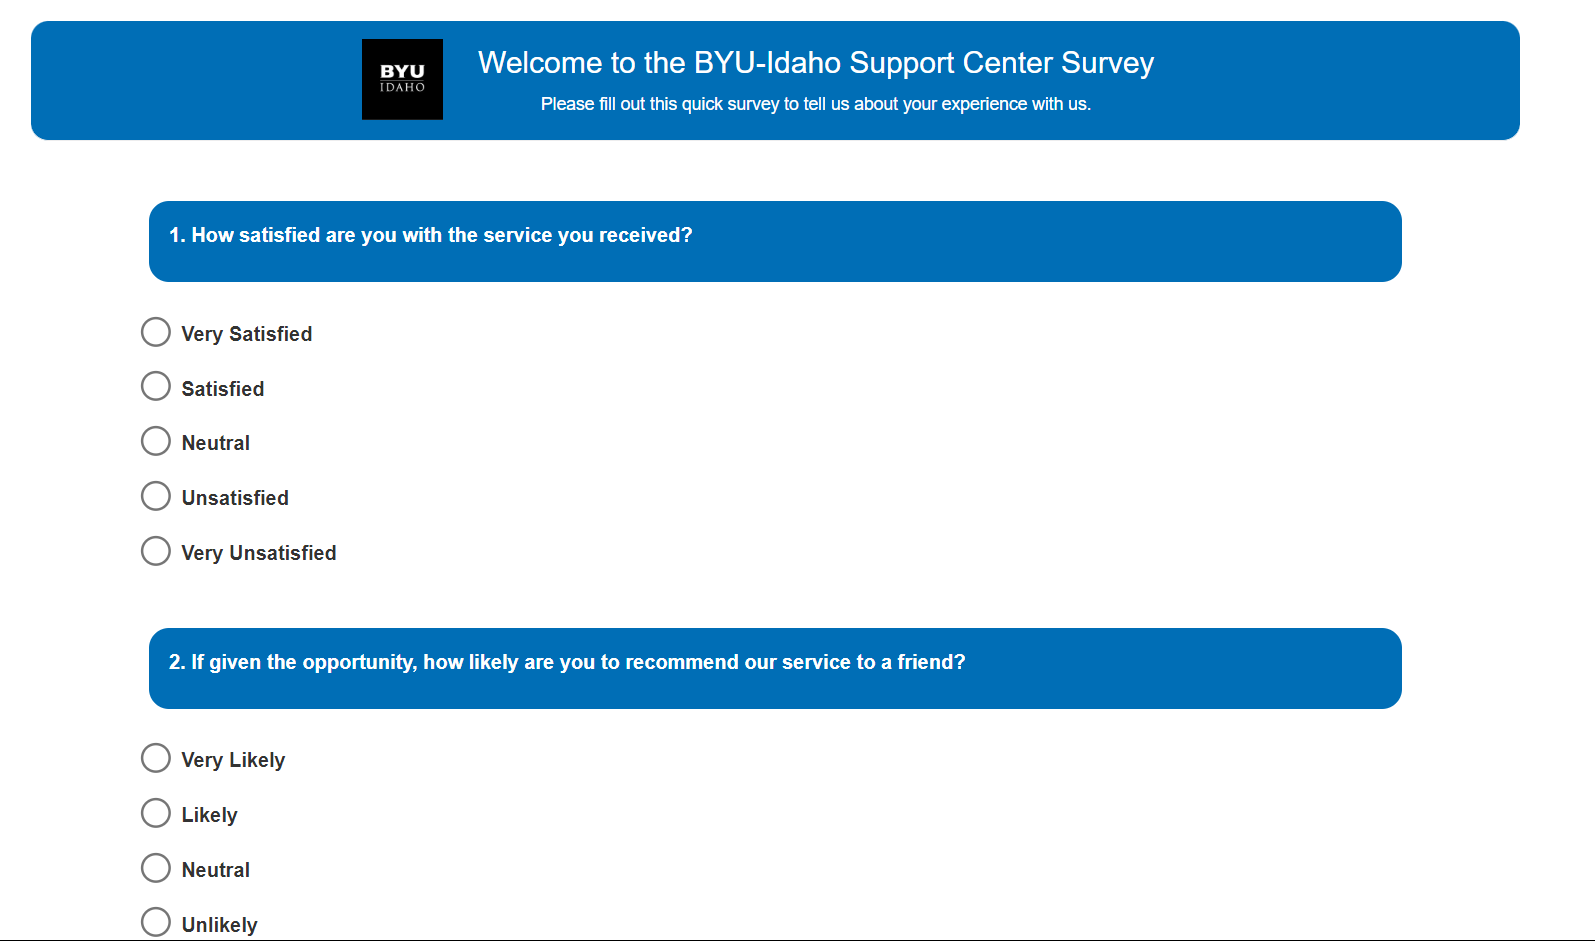 BYU
IDAHO
Welcome to the BYU-Idaho Support Center Survey
Please fill out this quick survey to tell us about your experience with us.
1. How satisfied are you with the service you received?
Very Satisfied
Satisfied
Neutral
Unsatisfied
Very Unsatisfied
2. If given the opportunity, how likely are you to recommend our service to a friend?
Very Likely
Likely
Neutral
Unlikely